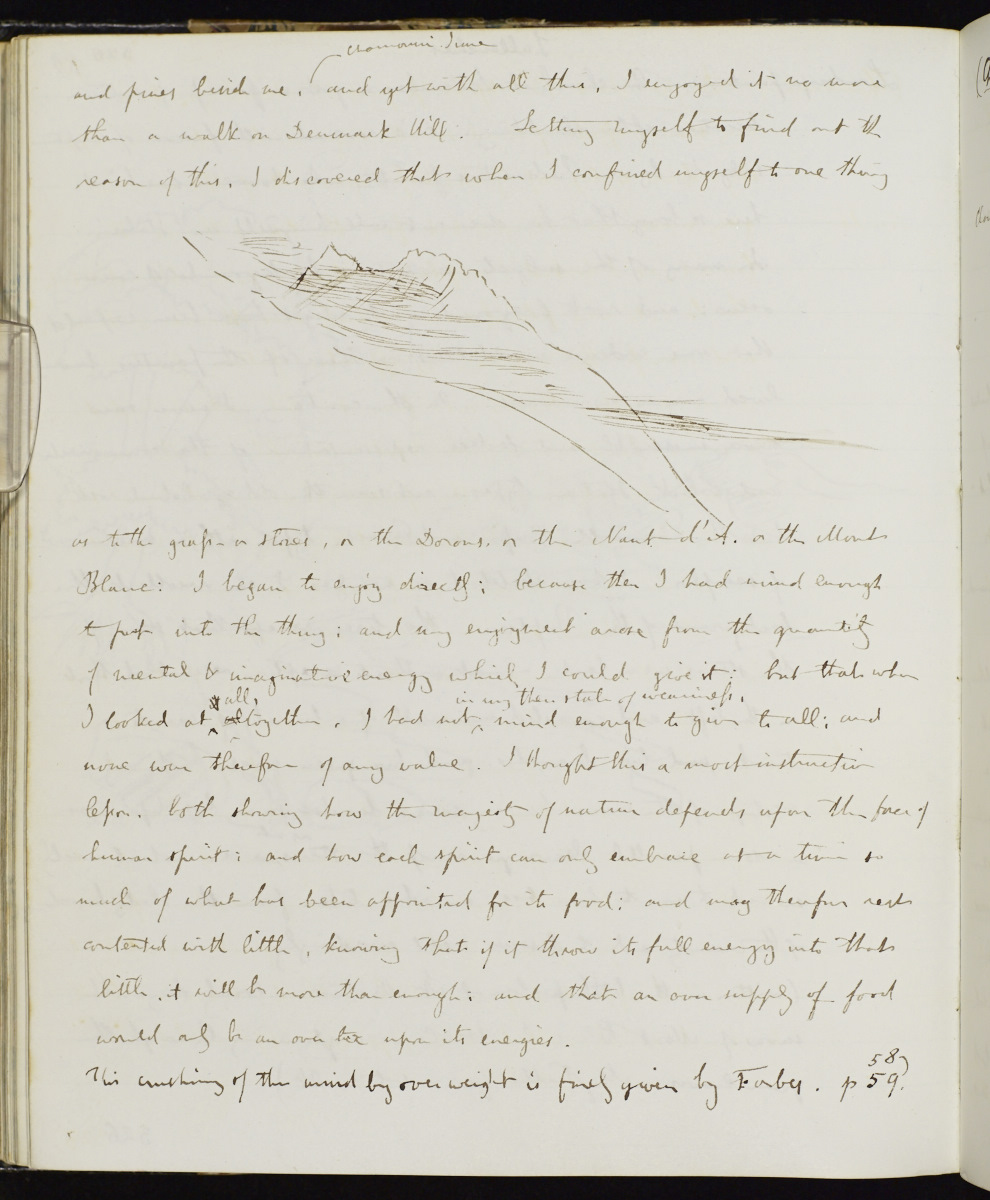 Chamouni. June
and pines beside me, and yet with all this, I enjoyed it no more
than a walk on Denmark Hill. Setting myself to find out the
reason of this, I discovered that when I confined myself to one thing
as to the grass or stones, or the Dorons. or the Nant d'A. or the Mont
Blanc: I began to enjoy directly; because then I had mind enough
to put into the thing; and my enjoyment arose from the quantity
of mental & imaginative energy which I could give it: but that when
all, in my then state of weariness,
I looked at together, I had not mind enough to give to all; and
none were therefore of any value. I thought this a most instructive
lesson. both showing how the majesty of nature depends upon the force of
human spirit: and how each spirit can only embrace at a time so
much of what has been appointed for its food; and may therefore rest
contented with little, knowing that if it throw its full energy into that
little, it will be more than enough: and that an over supply of food
would only be an over tax upon its energies.
58)
This crushing of the mind by overweight is finely given by Forbes. p 59.